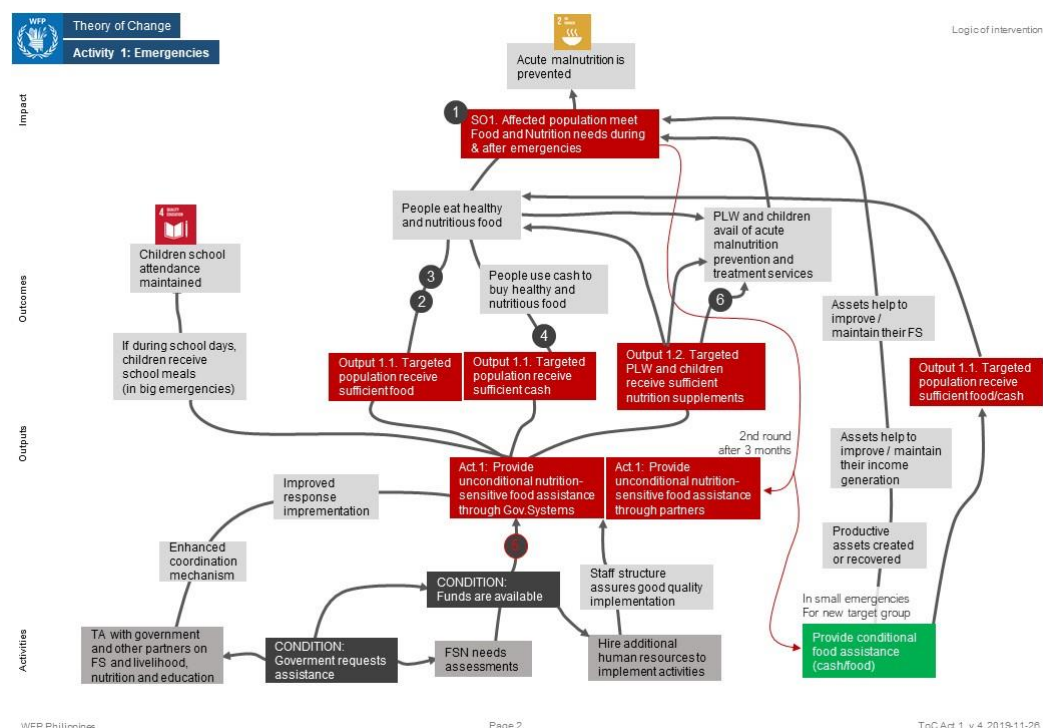 WFP
Theory of Change
Activity 1: Emergencies
Logic of intervention
2
Acute malnutrition is
prevented
Impact
1
SO1. Affected population meet
Food and Nutrition needs during
& after emergencies
4 QUALITY
EDUCATION
People eat healthy
and nutritious food
PLW and children
avail of acute
malnutrition
prevention and
treatment services
Children school
attendance
maintained
Outcomes
3
2
People use cash to
buy healthy and
nutritious food
6
Assets help to
improve /
maintain their FS
4
If during school days,
children receive
school meals
(in big emergencies)
Output 1.1. Targeted
population receive
sufficient food
Output 1.1. Targeted
population receive
sufficient cash
Output 1.2. Targeted
PLW and children
receive sufficient
nutrition supplements
Output 1.1. Targeted
population receive
sufficient food/cash
Outputs
2nd round
after 3 months
Assets help to
improve / maintain
their income
generation
Act.1: Provide
unconditional nutrition-
sensitive food assistance
through Gov.Systems
Act.1: Provide
unconditional nutrition-
sensitive food assistance
through partners
Improved
response
imprementation
Productive
assets created
or recovered
Enhanced
coordination
mechanism
5
CONDITION:
Funds are available
Staff structure
assures good quality
implementation
In small emergencies
For new target group
Activities
TA with government
and other partners on
FS and livelihood,
nutrition and education
CONDITION:
Goverment requests
assistance
FSN needs
assessments
Hire additional
human resources to
implement activities
Provide conditional
food assistance
(cash/food)
WFP Philippines
Page 2
ToC Act 1, v.4, 2019-11-26